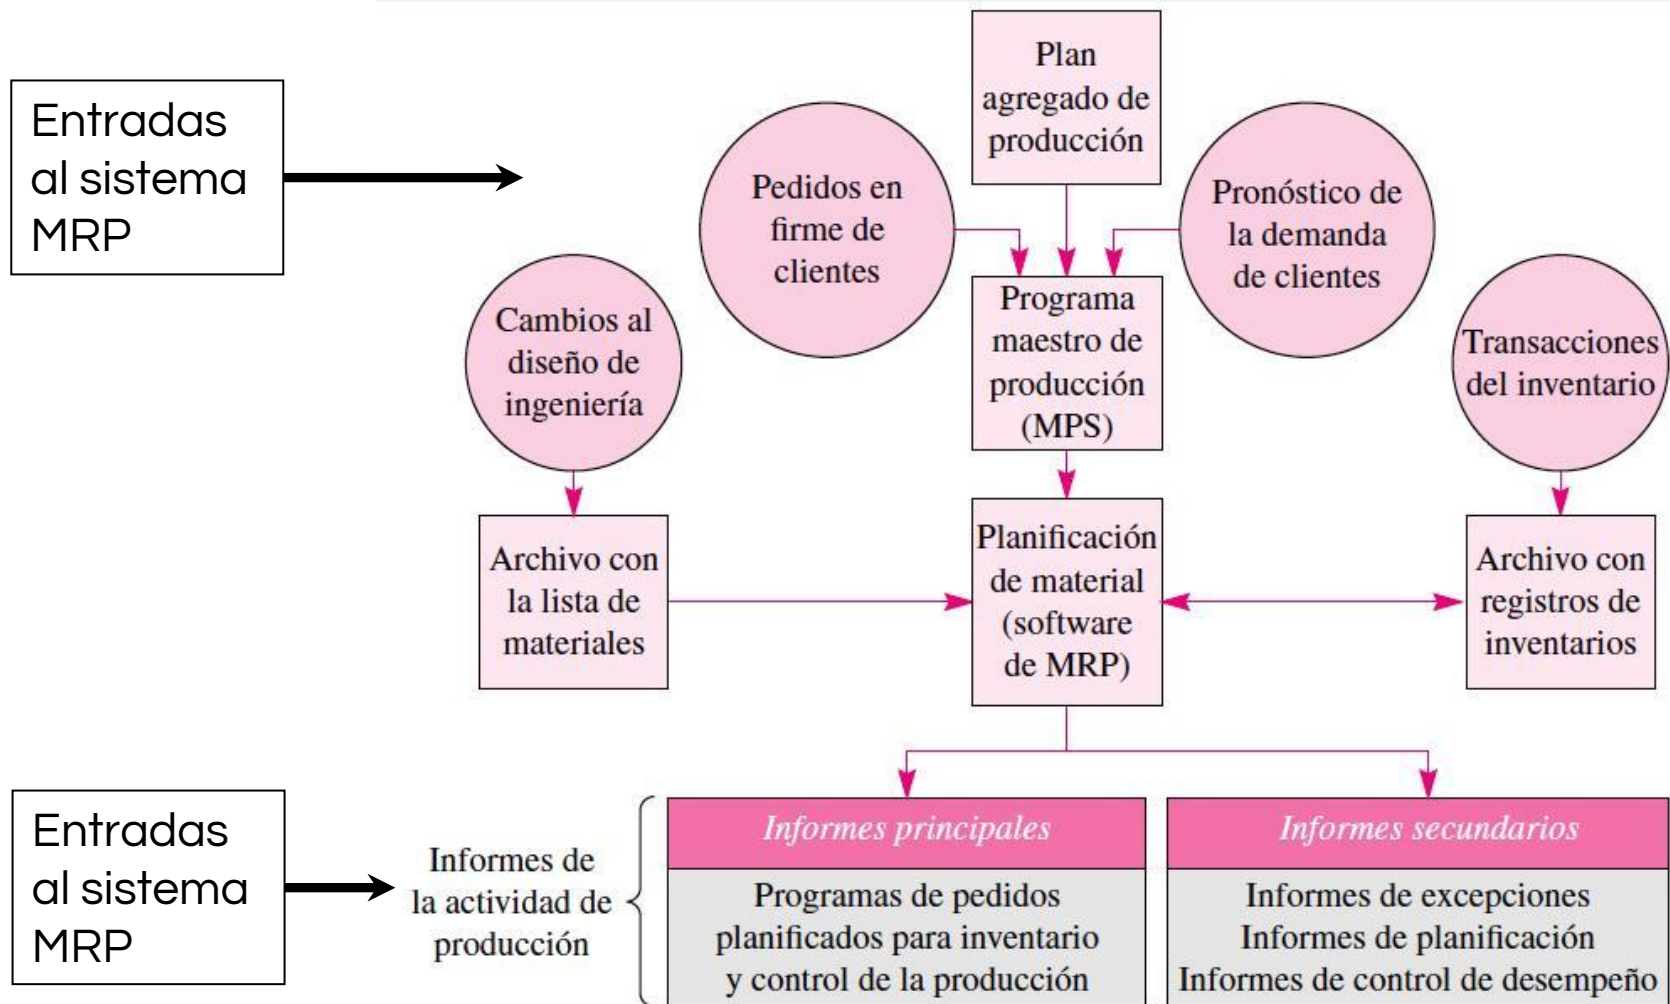 Entradas
al sistema
MRP
Plan
agregado de
producción
Pedidos en
firme de
clientes
Pronóstico de
la demanda
de clientes
Cambios al
diseño de
ingeniería
Programa
maestro de
producción
(MPS)
Transacciones
del inventario
Archivo con
la lista de
materiales
Planificación
de material
(software
de MRP)
Archivo con
registros de
inventarios
Entradas
al sistema
MRP
Informes de
la actividad de
producción
Informes principales
Programas de pedidos
planificados para inventario
y control de la producción
Informes secundarios
Informes de excepciones
Informes de planificación
Informes de control de desempeño